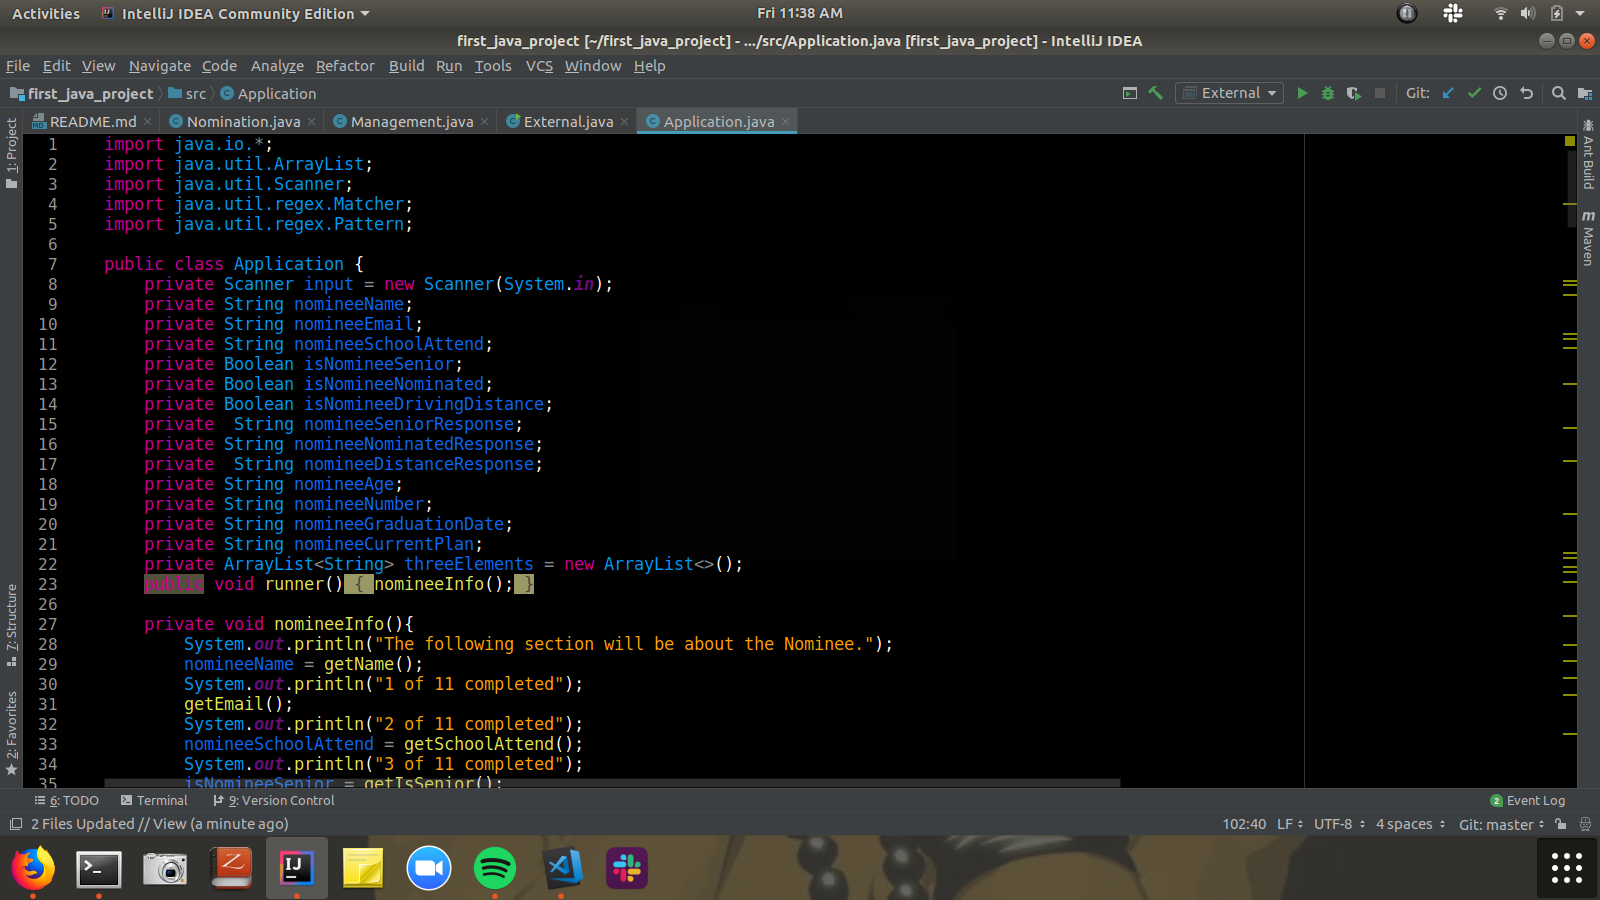 Activities IntelliJ IDEA Community Edition Fri 11:38 AM
first_java_project [~/first_java_project] - .../src/Application.java [first_java_project] - IntelliJ IDEA
File Edit View Navigate Code Analyze Refactor Build Run Tools VCS Window Help
first_java_project src Application External Git:
README.md Nomination.java Management.java External.java Application.java
1: Project
Ant Build
Maven
7: Structure
2: Favorites
1 import java.io.*;
2 import java.util.ArrayList;
3 import java.util.Scanner;
4 import java.util.regex.Matcher;
5 import java.util.regex.Pattern;
6
7 public class Application {
8 private Scanner input = new Scanner(System.in);
9 private String nomineeName;
10 private String nomineeEmail;
11 private String nomineeSchoolAttend;
12 private Boolean isNomineeSenior;
13 private Boolean isNomineeNominated;
14 private Boolean isNomineeDrivingDistance;
15 private  String nomineeSeniorResponse;
16 private String nomineeNominatedResponse;
17 private  String nomineeDistanceResponse;
18 private String nomineeAge;
19 private String nomineeNumber;
20 private String nomineeGraduationDate;
21 private String nomineeCurrentPlan;
22 private ArrayList<String> threeElements = new ArrayList<>();
23 public void runner() { nomineeInfo(); }
26
27 private void nomineeInfo(){
28 System.out.println("The following section will be about the Nominee.");
29 nomineeName = getName();
30 System.out.println("1 of 11 completed");
31 getEmail();
32 System.out.println("2 of 11 completed");
33 nomineeSchoolAttend = getSchoolAttend();
34 System.out.println("3 of 11 completed");
35 isNomineeSenior = getIsSenior();
6: TODO Terminal 9: Version Control 2 Event Log
2 Files Updated // View (a minute ago) 102:40 LF UTF-8 4 spaces Git: master